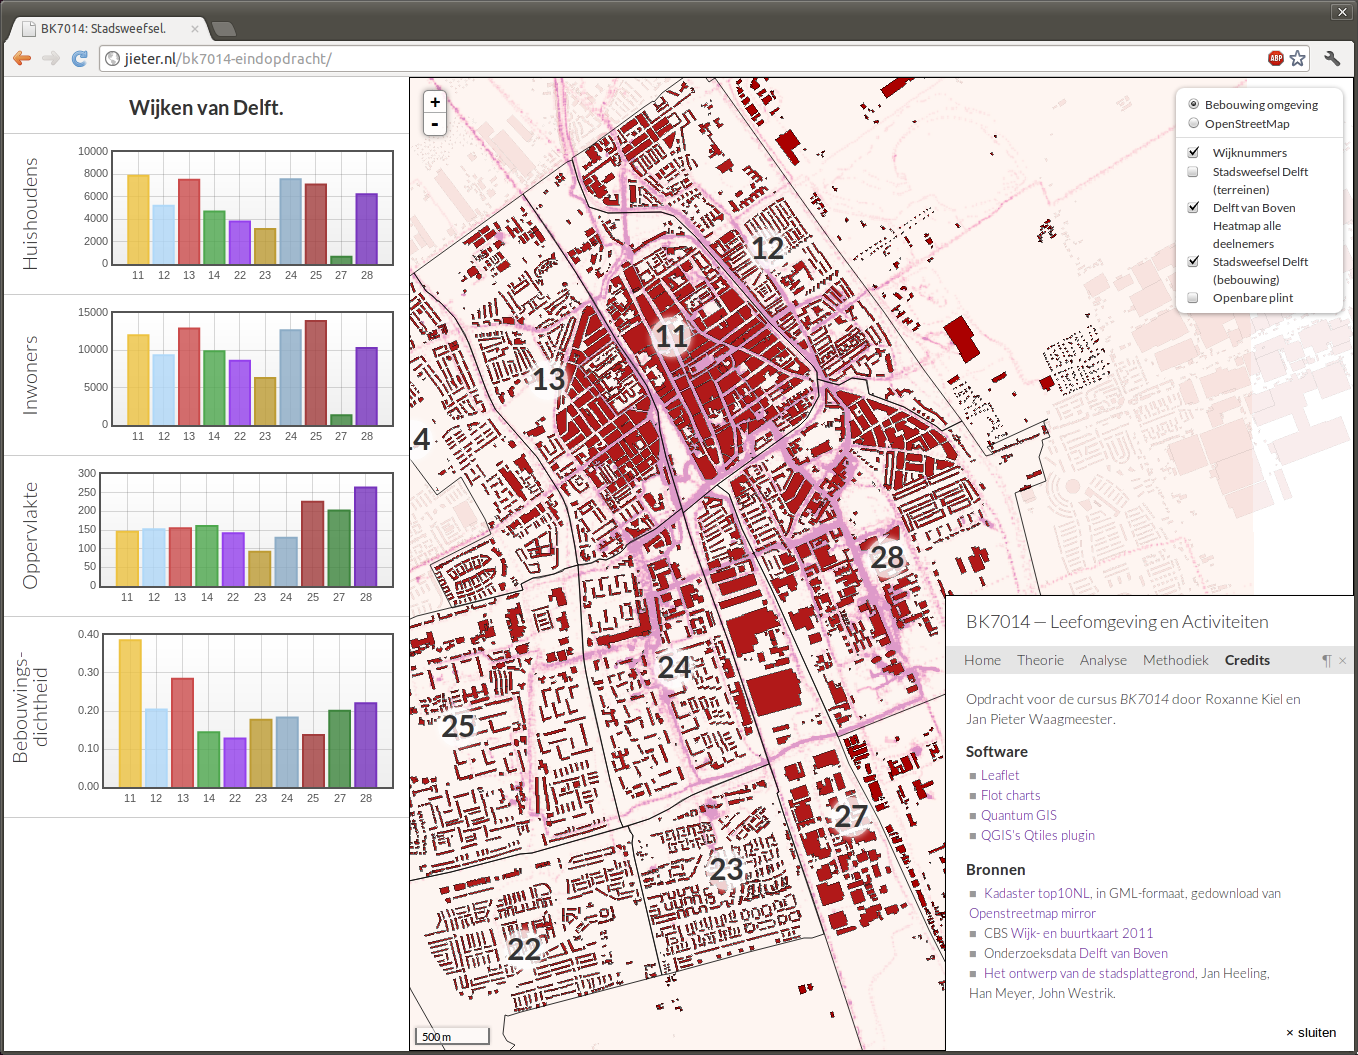 BK7014: Stadsweefsel.
jieter.nl/bk7014-eindopdracht/
ABP
Wijken van Delft.
Huishoudens
10000
8000
6000
4000
2000
0
11 12 13 14 22 23 24 25 27 28
Inwoners
15000
10000
5000
0
11 12 13 14 22 23 24 25 27 28
Oppervlakte
300
250
200
150
100
50
0
11 12 13 14 22 23 24 25 27 28
Bebouwings-
dichtheid
0.40
0.30
0.20
0.10
0.00
11 12 13 14 22 23 24 25 27 28
+
-
12
11
13
4
28
24
25
27
23
22
500 m
Bebouwing omgeving
OpenStreetMap
Wijknummers
Stadsweefsel Delft
(terreinen)
Delft van Boven
Heatmap alle
deelnemers
Stadsweefsel Delft
(bebouwing)
Openbare plint
BK7014 — Leefomgeving en Activiteiten
Home Theorie Analyse Methodiek Credits ¶ ×
Opdracht voor de cursus BK7014 door Roxanne Kiel en
Jan Pieter Waagmeester.
Software
Leaflet
Flot charts
Quantum GIS
QGIS's Qtiles plugin
Bronnen
Kadaster top10NL, in GML-formaat, gedownload van
Openstreetmap mirror
CBS Wijk- en buurtkaart 2011
Onderzoeksdata Delft van Boven
Het ontwerp van de stadsplattegrond, Jan Heeling,
Han Meyer, John Westrik.
× sluiten